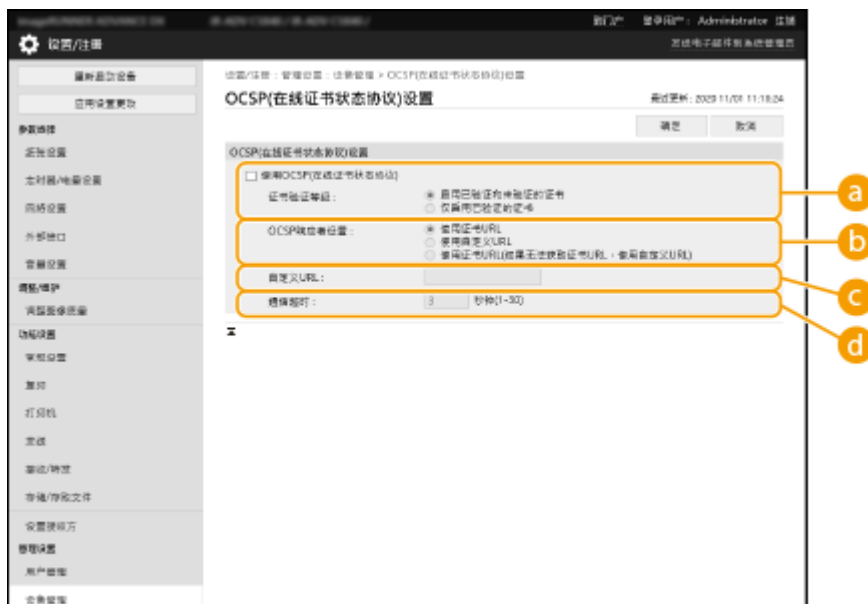 到门户 登录用户: Administrator 注销
设置/注册
发送电子邮件到系统管理员
重新启动设备
应用设置更改
设置/注册 : 管理设置 : 设备管理 > OCSP(在线证书状态协议)设置
OCSP(在线证书状态协议)设置
最近更新: 2020 11/01 11:18:24
确定 取消
参数选择
纸张设置
定时器/电量设置
网络设置
外部接口
音量设置
调整/维护
调整图像质量
功能设置
常规设置
复印
打印机
发送
接收/转发
存储/存取文件
设置接收方
管理设置
用户管理
设备管理
OCSP(在线证书状态协议)设置
使用OCSP(在线证书状态协议)
证书验证等级: 启用已验证和未验证的证书
仅启用已验证的证书
OCSP响应者位置: 使用证书URL
使用自定义URL
使用证书URL(如果无法获取证书URL,使用自定义URL)
自定义URL:
通信超时: 3 秒钟(1-30)
a
b
c
d